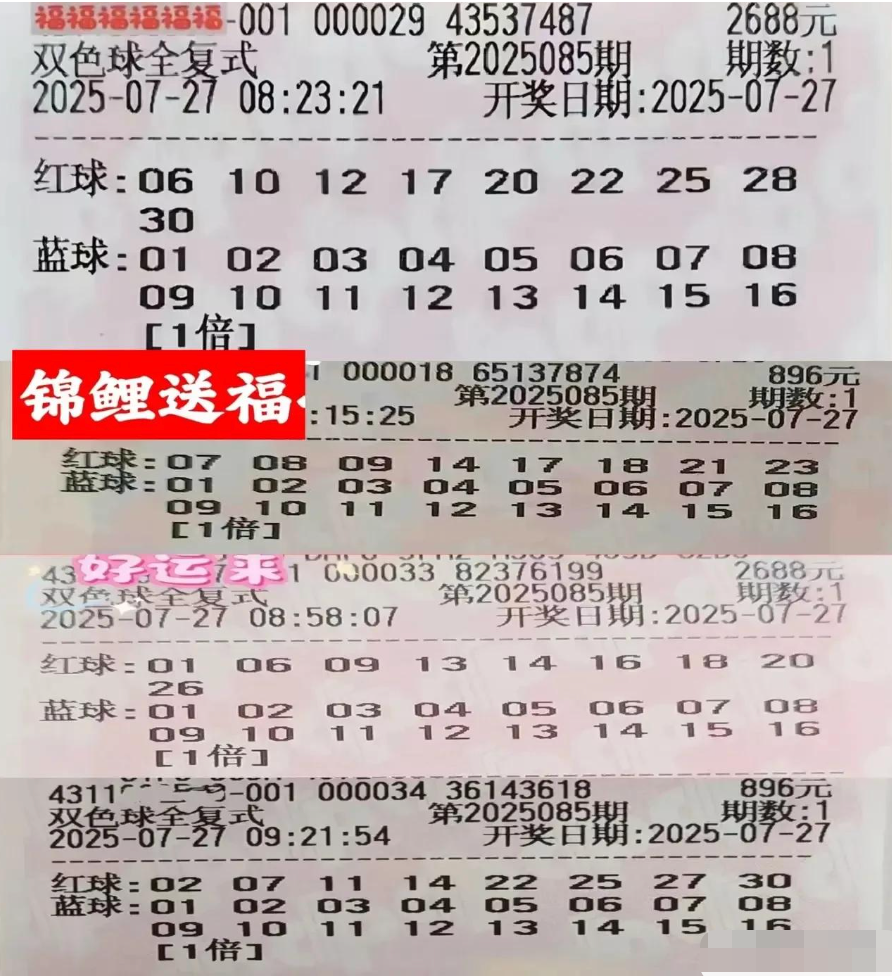 福福福福福福福-001 000029 43537487 2688元
双色球全复式 第2025085期 期数:1
2025-07-27 08:23:21 开奖日期:2025-07-27
红球:06 10 12 17 20 22 25 28
30
蓝球:01 02 03 04 05 06 07 08
09 10 11 12 13 14 15 16
[1倍]
锦鲤送福
1 000018 65137874 896元
第2025085期 期数:1
:15:25 开奖日期:2025-07-27
红球:07 08 09 14 17 18 21 23
蓝球:01 02 03 04 05 06 07 08
09 10 11 12 13 14 15 16
[1倍]
好运来
43 7 1 000033 82376199 2688元
双色球全复式 第2025085期 期数:1
2025-07-27 08:58:07 开奖日期:2025-07-27
红球:01 06 09 13 14 16 18 20
26
蓝球:01 02 03 04 05 06 07 08
09 10 11 12 13 14 15 16
[1倍]
4311 -001 000034 36143618 896元
双色球全复式 第2025085期 期数:1
2025-07-27 09:21:54 开奖日期:2025-07-27
红球:02 07 11 14 22 25 27 30
蓝球:01 02 03 04 05 06 07 08
09 10 11 12 13 14 15 16
[1倍]